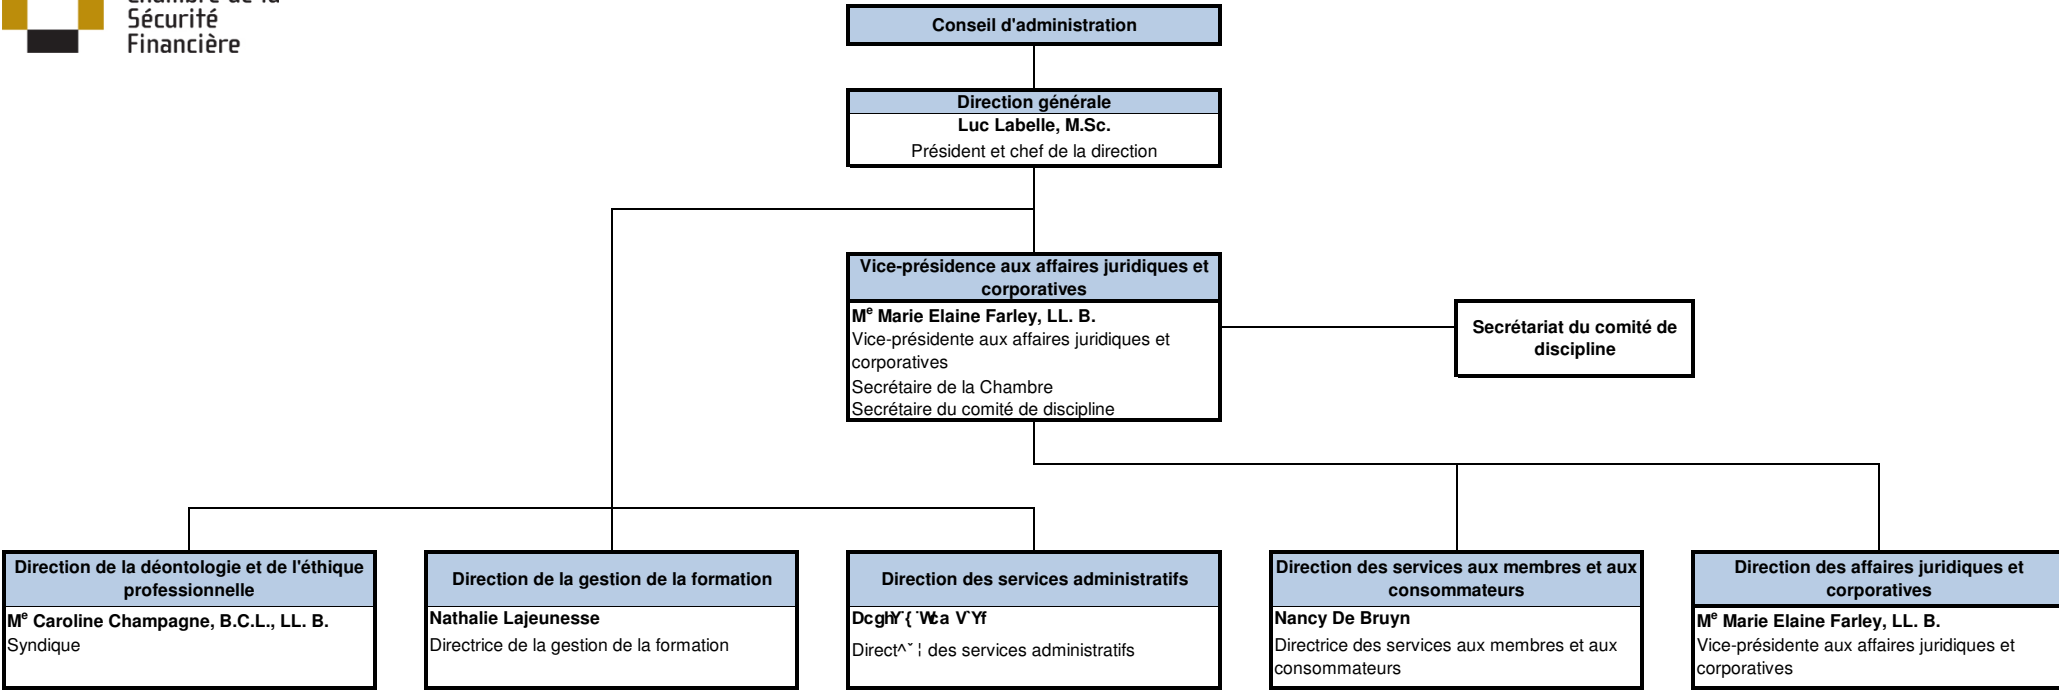 Chambre de la
Sécurité
Financière
Conseil d'administration
Direction générale
Luc Labelle, M.Sc.
Président et chef de la direction
Vice-présidence aux affaires juridiques et
corporatives
Me Marie Elaine Farley, LL. B.
Vice-présidente aux affaires juridiques et
corporatives
Secrétaire de la Chambre
Secrétaire du comité de discipline
Secrétariat du comité de
discipline
Direction de la déontologie et de l'éthique
professionnelle
Me Caroline Champagne, B.C.L., LL. B.
Syndique
Direction de la gestion de la formation
Nathalie Lajeunesse
Directrice de la gestion de la formation
Direction des services administratifs
des services administratifs
Direction des services aux membres et aux
consommateurs
Nancy De Bruyn
Directrice des services aux membres et aux
consommateurs
Direction des affaires juridiques et
corporatives
Me Marie Elaine Farley, LL. B.
Vice-présidente aux affaires juridiques et
corporatives